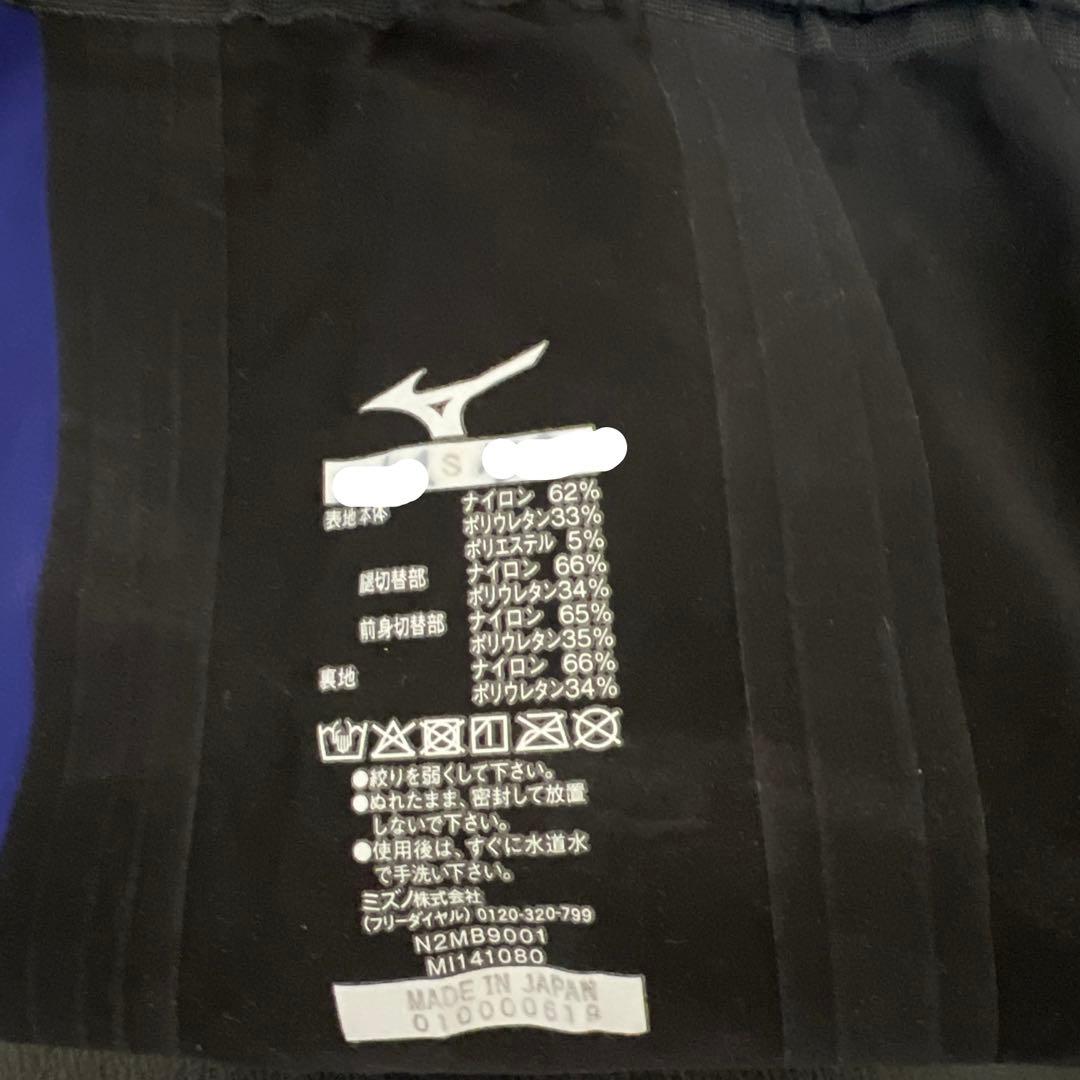 S
表地本体
ナイロン 62%
ポリウレタン33%
ポリエステル 5%
腿切替部
ナイロン 66%
ポリウレタン34%
前身切替部
ナイロン 65%
ポリウレタン35%
裏地
ナイロン 66%
ポリウレタン34%
●絞りを弱くして下さい。
●ぬれたまま、密封して放置
しないで下さい。
●使用後は、すぐに水道水
で手洗い下さい。
ミズノ株式会社
(フリーダイヤル) 0120-320-799
N2MB9001
MI141080
MADE IN JAPAN